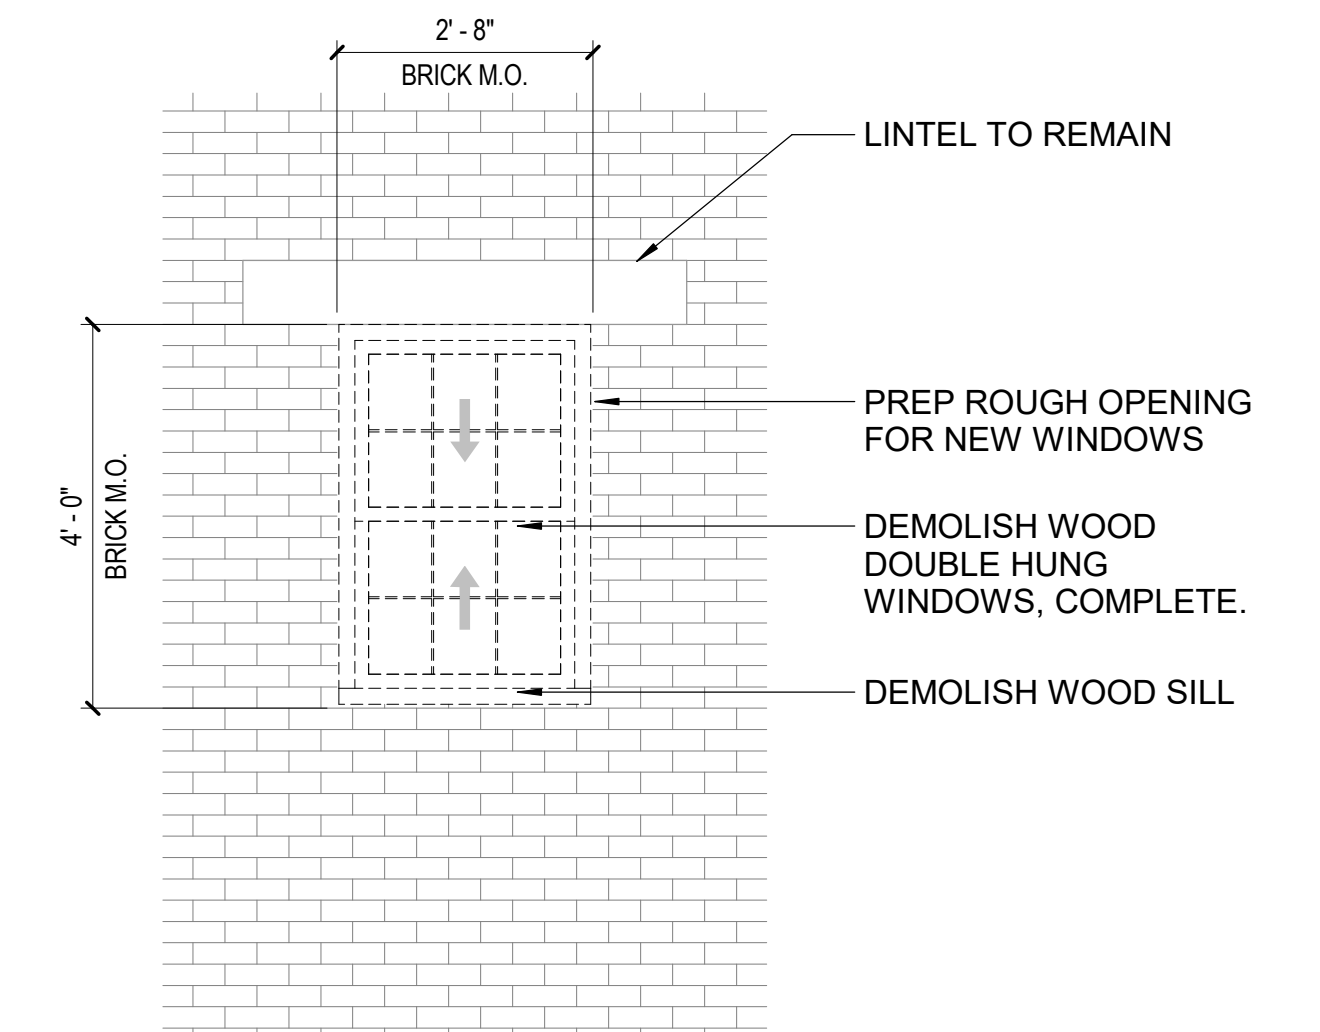 2' - 8"
BRICK M.O.
LINTEL TO REMAIN
4' - 0"
BRICK M.O.
PREP ROUGH OPENING
FOR NEW WINDOWS
DEMOLISH WOOD
DOUBLE HUNG
WINDOWS, COMPLETE.
DEMOLISH WOOD SILL